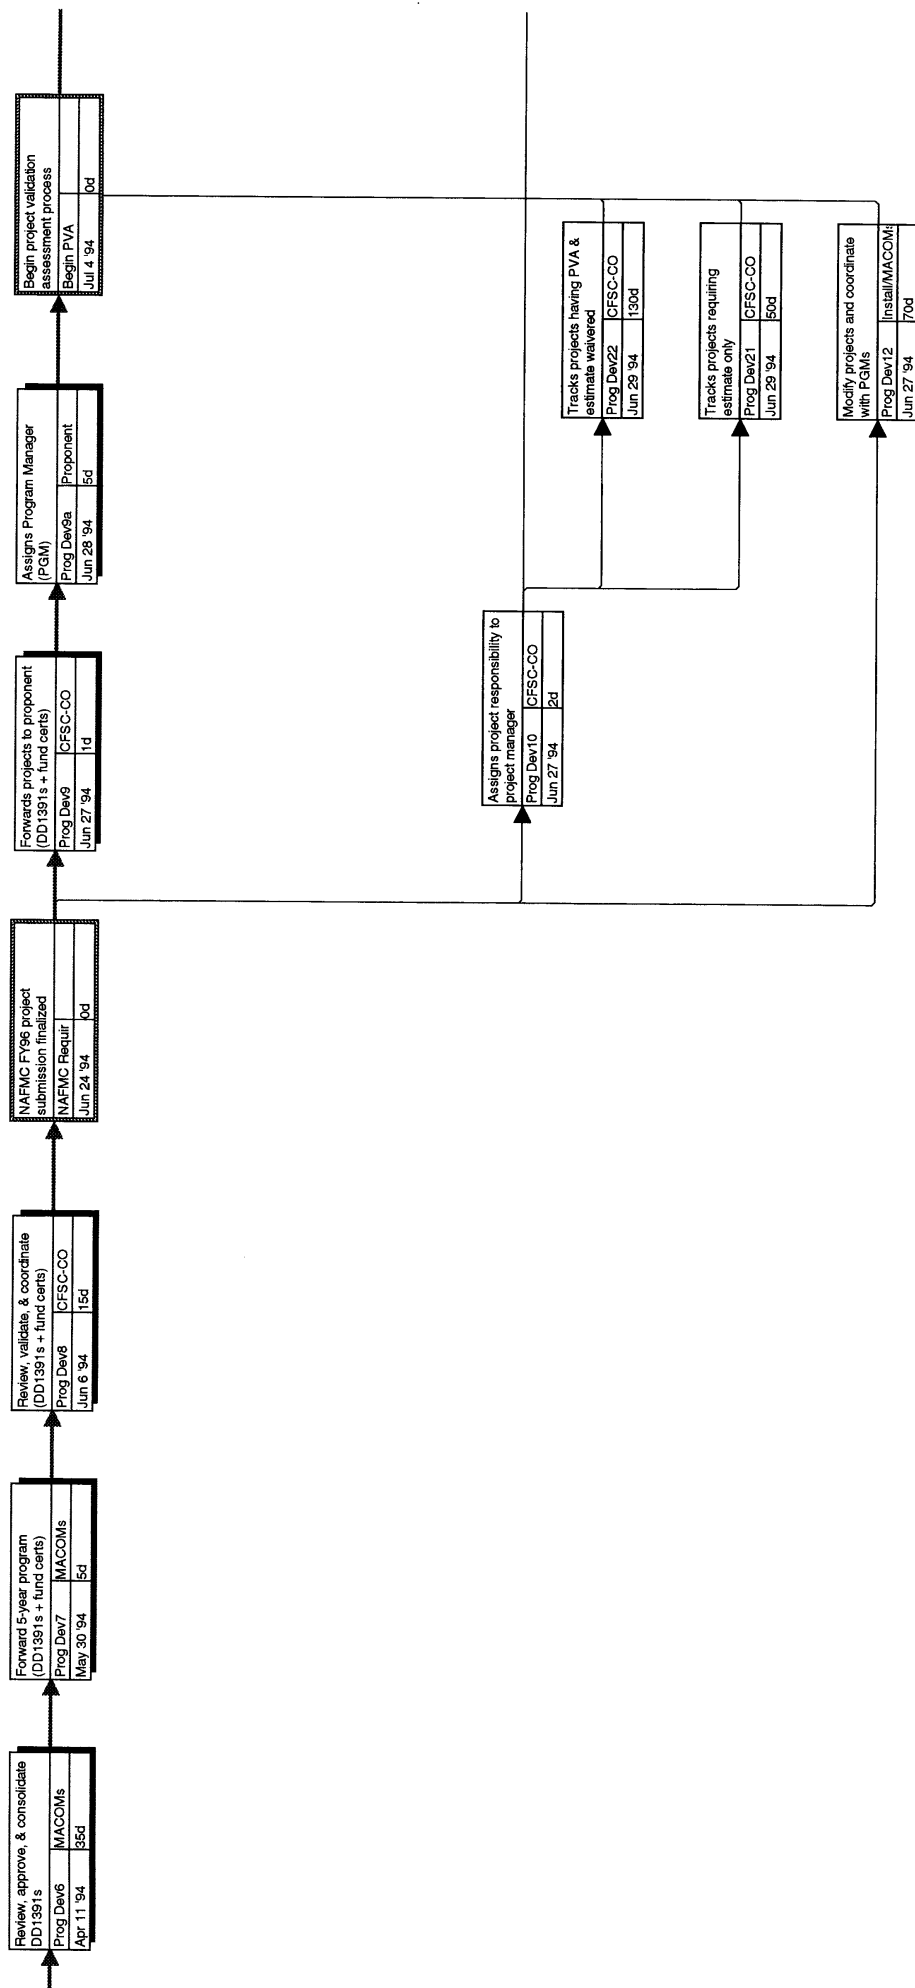 Review, approve, & consolidate
DD1391s
Prog Dev6 MACOMs
Apr 11 '94 35d
Forward 5-year program
(DD1391s + fund certs)
Prog Dev7 MACOMs
May 30 '94 5d
Review, validate, & coordinate
(DD1391s + fund certs)
Prog Dev8 CFSC-CO
Jun 6 '94 15d
NAFMC FY96 project
submission finalized
NAFMC Requir
Jun 24 '94 0d
Forwards projects to proponent
(DD1391s + fund certs)
Prog Dev9 CFSC-CO
Jun 27 '94 1d
Assigns Program Manager
(PGM)
Prog Dev9a Proponent
Jun 28 '94 5d
Begin project validation
assessment process
Begin PVA
Jul 4 '94 0d
Assigns project responsibility to
project manager
Prog Dev10 CFSC-CO
Jun 27 '94 2d
Tracks projects having PVA &
estimate waivered
Prog Dev22 CFSC-CO
Jun 29 '94 130d
Tracks projects requiring
estimate only
Prog Dev21 CFSC-CO
Jun 29 '94 50d
Modify projects and coordinate
with PGMs
Prog Dev12 Install/MACOMs
Jun 27 '94 70d